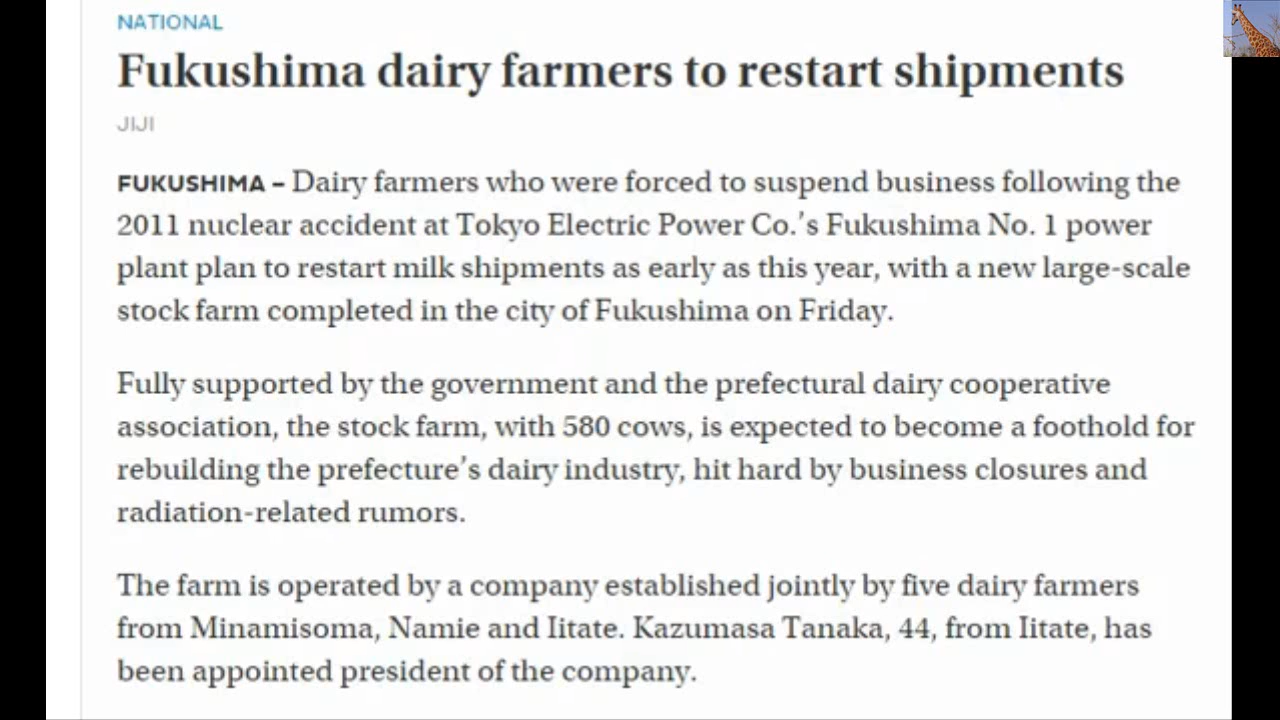 NATIONAL
Fukushima dairy farmers to restart shipments
JIJI
FUKUSHIMA – Dairy farmers who were forced to suspend business following the
2011 nuclear accident at Tokyo Electric Power Co.’s Fukushima No. 1 power
plant plan to restart milk shipments as early as this year, with a new large-scale
stock farm completed in the city of Fukushima on Friday.
Fully supported by the government and the prefectural dairy cooperative
association, the stock farm, with 580 cows, is expected to become a foothold for
rebuilding the prefecture’s dairy industry, hit hard by business closures and
radiation-related rumors.
The farm is operated by a company established jointly by five dairy farmers
from Minamisoma, Namie and Iitate. Kazumasa Tanaka, 44, from Iitate, has
been appointed president of the company.